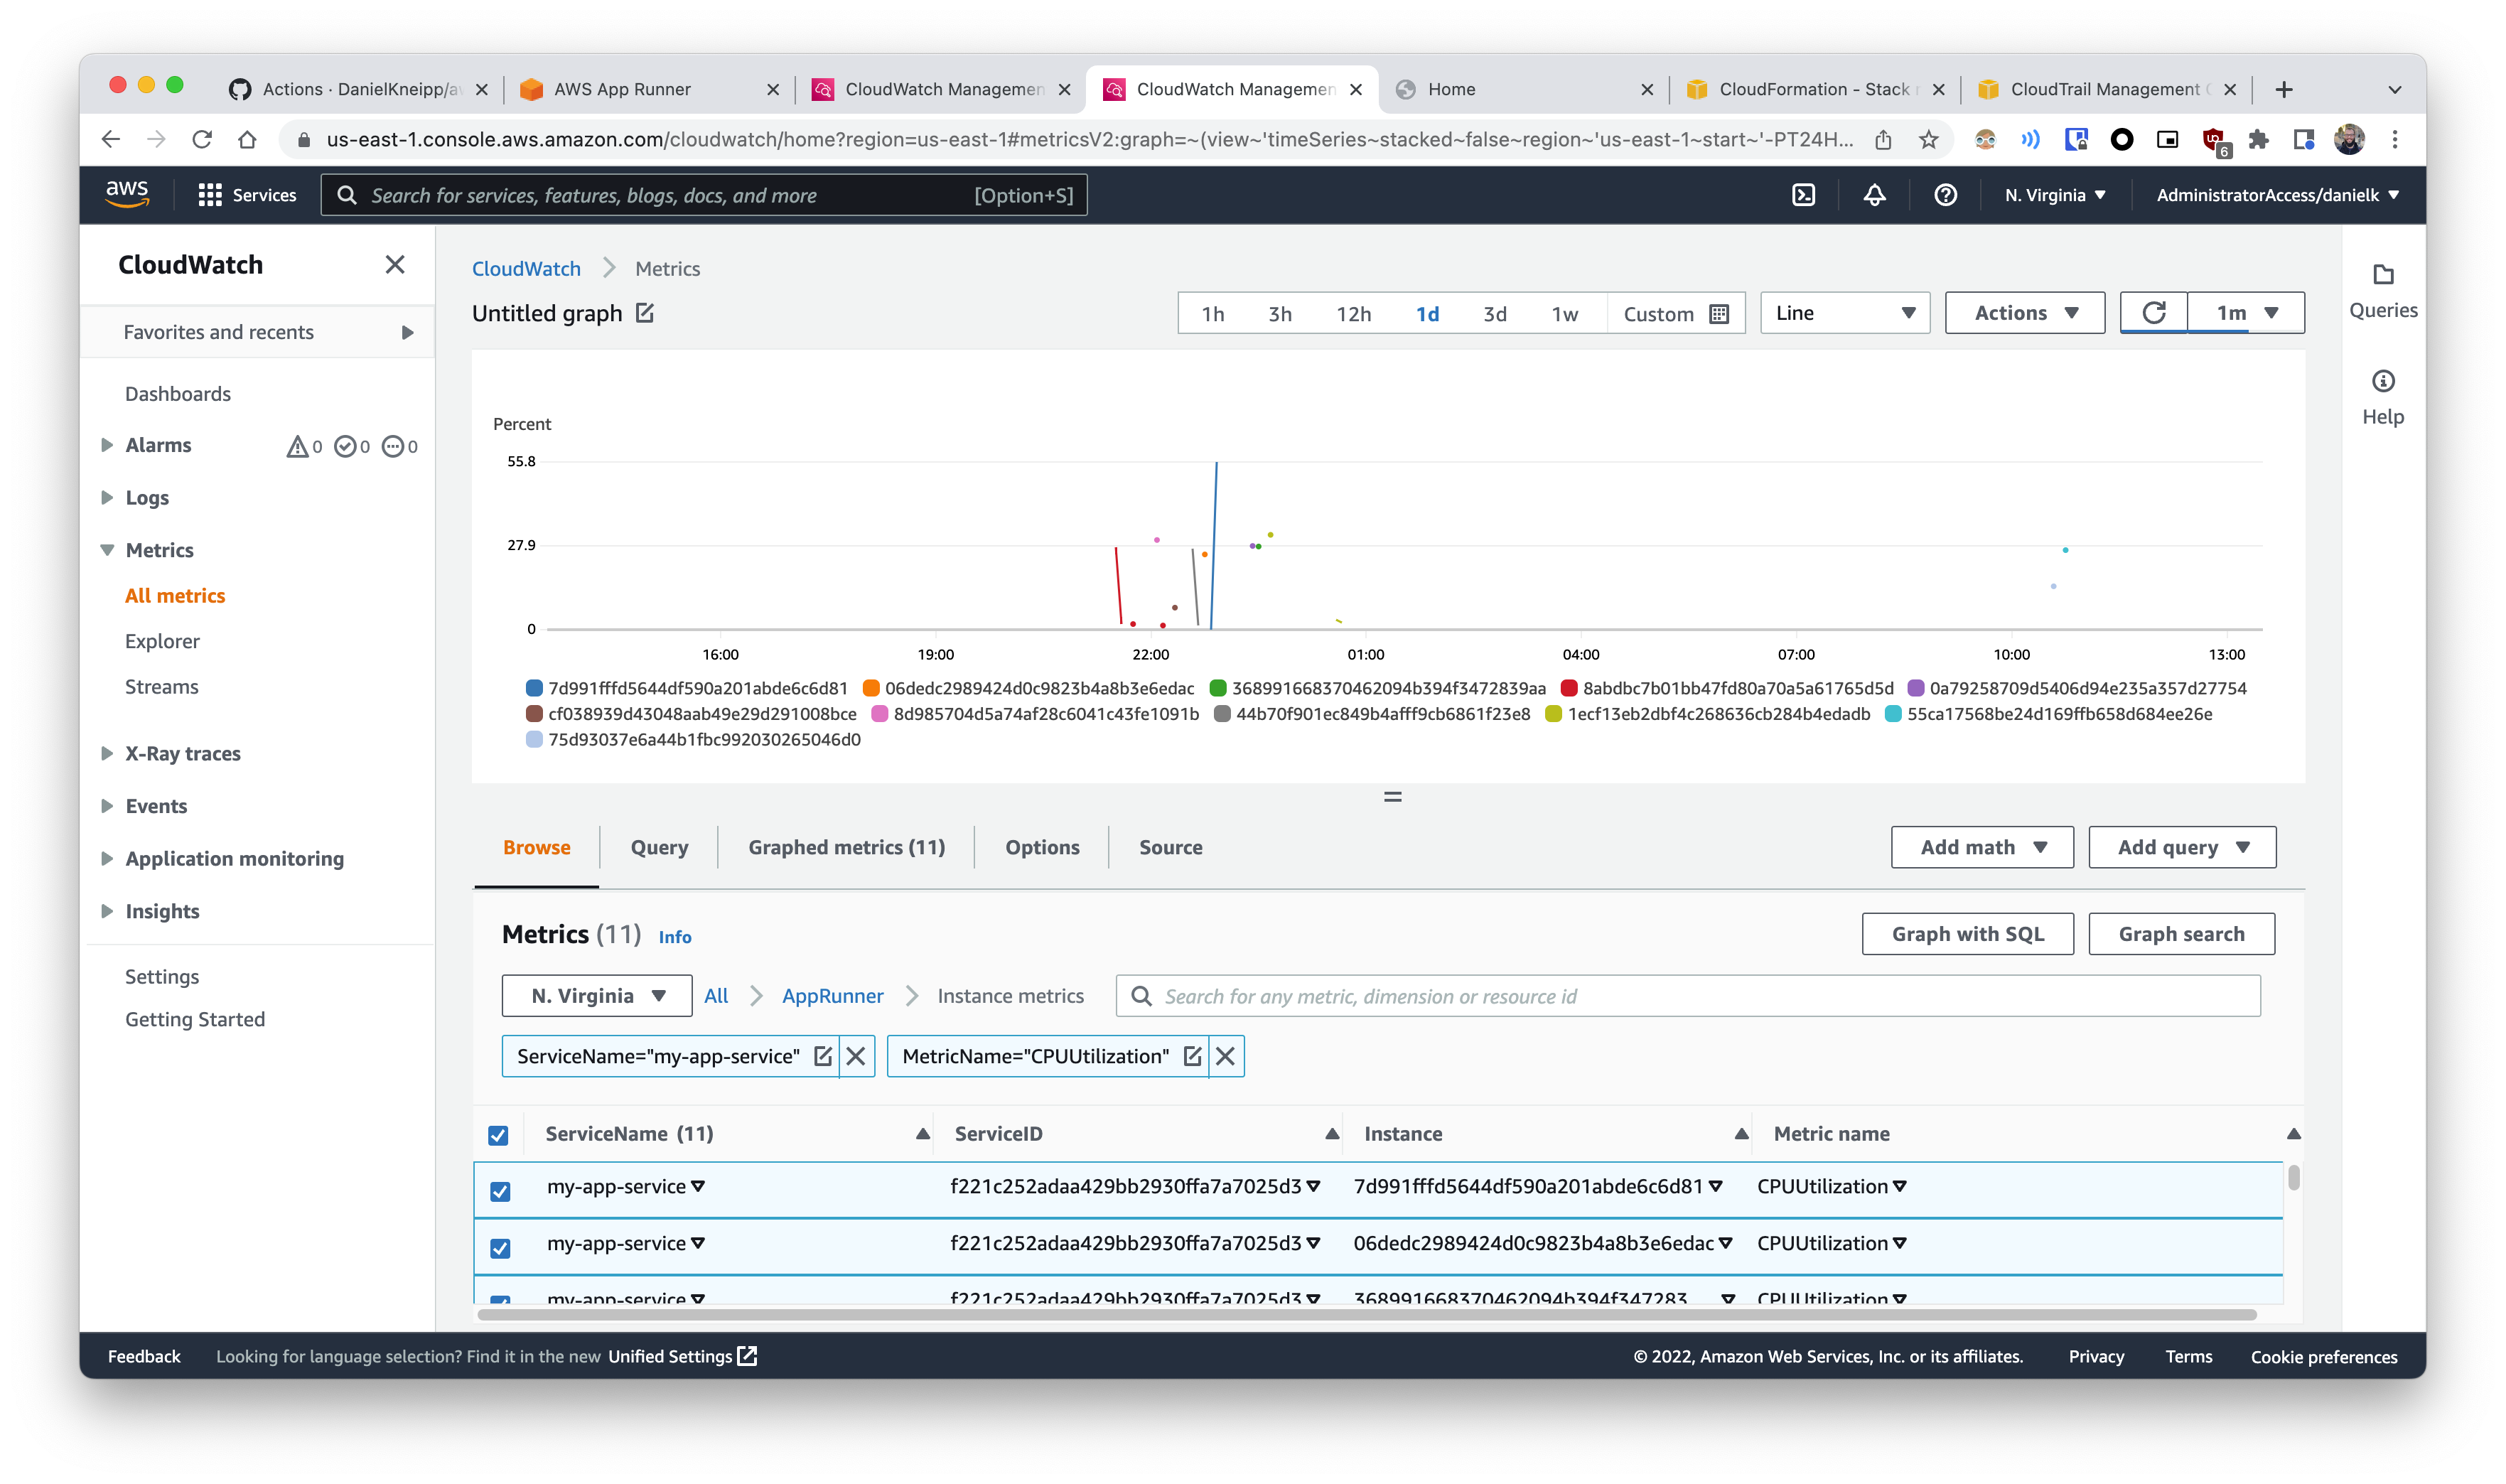 Actions · DanielKneipp/a
AWS App Runner
CloudWatch Managemen
CloudWatch Managemen
Home
CloudFormation - Stack
CloudTrail Management
us-east-1.console.aws.amazon.com/cloudwatch/home?region=us-east-1#metricsV2:graph=~(view~'timeSeries~stacked~false~region~'us-east-1~start~'-PT24H...
6
aws
Services
Search for services, features, blogs, docs, and more
[Option+S]
N. Virginia
AdministratorAccess/danielk
CloudWatch
Favorites and recents
Dashboards
Alarms 0 0 0
Logs
Metrics
All metrics
Explorer
Streams
X-Ray traces
Events
Application monitoring
Insights
Settings
Getting Started
CloudWatch Metrics
Untitled graph
1h 3h 12h 1d 3d 1w Custom
Line
Actions
1m
Queries
Help
Percent
55.8
27.9
0
16:00 19:00 22:00 01:00 04:00 07:00 10:00 13:00
7d991fffd5644df590a201abde6c6d81 06dedc2989424d0c9823b4a8b3e6edac 368991668370462094b394f3472839aa 8abdbc7b01bb47fd80a70a5a61765d5d 0a79258709d5406d94e235a357d27754
cf038939d43048aab49e29d291008bce 8d985704d5a74af28c6041c43fe1091b 44b70f901ec849b4afff9cb6861f23e8 1ecf13eb2dbf4c268636cb284b4edadb 55ca17568be24d169ffb658d684ee26e
75d93037e6a44b1fbc992030265046d0
Browse Query Graphed metrics (11) Options Source
Add math Add query
Metrics (11) Info
Graph with SQL Graph search
N. Virginia All AppRunner Instance metrics
Search for any metric, dimension or resource id
ServiceName="my-app-service" MetricName="CPUUtilization"
ServiceName (11) ServiceID Instance Metric name
my-app-service f221c252adaa429bb2930ffa7a7025d3 7d991fffd5644df590a201abde6c6d81 CPUUtilization
my-app-service f221c252adaa429bb2930ffa7a7025d3 06dedc2989424d0c9823b4a8b3e6edac CPUUtilization
my-app-service f221c252adaa429bb2930ffa7a7025d3 368991668370462094b394f347283... CPUUtilization
Feedback
Looking for language selection? Find it in the new Unified Settings
© 2022, Amazon Web Services, Inc. or its affiliates.
Privacy Terms Cookie preferences